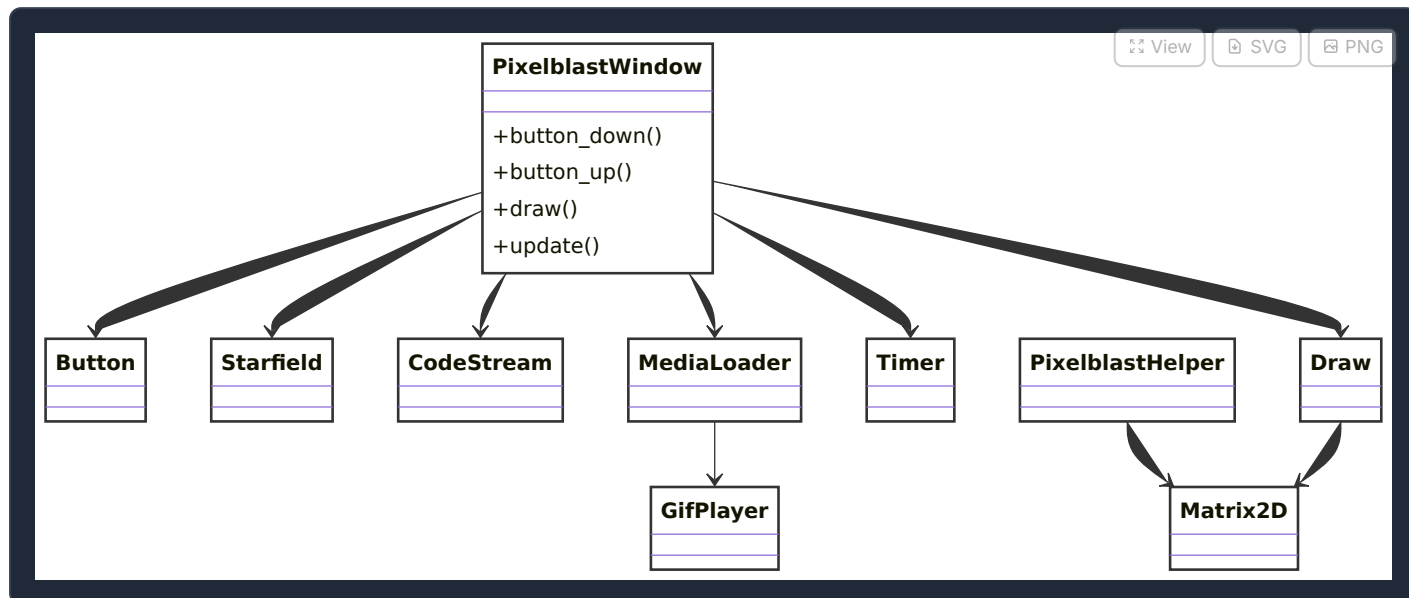 View
SVG
PNG
PixelblastWindow
+button_down()
+button_up()
+draw()
+update()
Button
Starfield
CodeStream
MediaLoader
Timer
PixelblastHelper
Draw
GifPlayer
Matrix2D